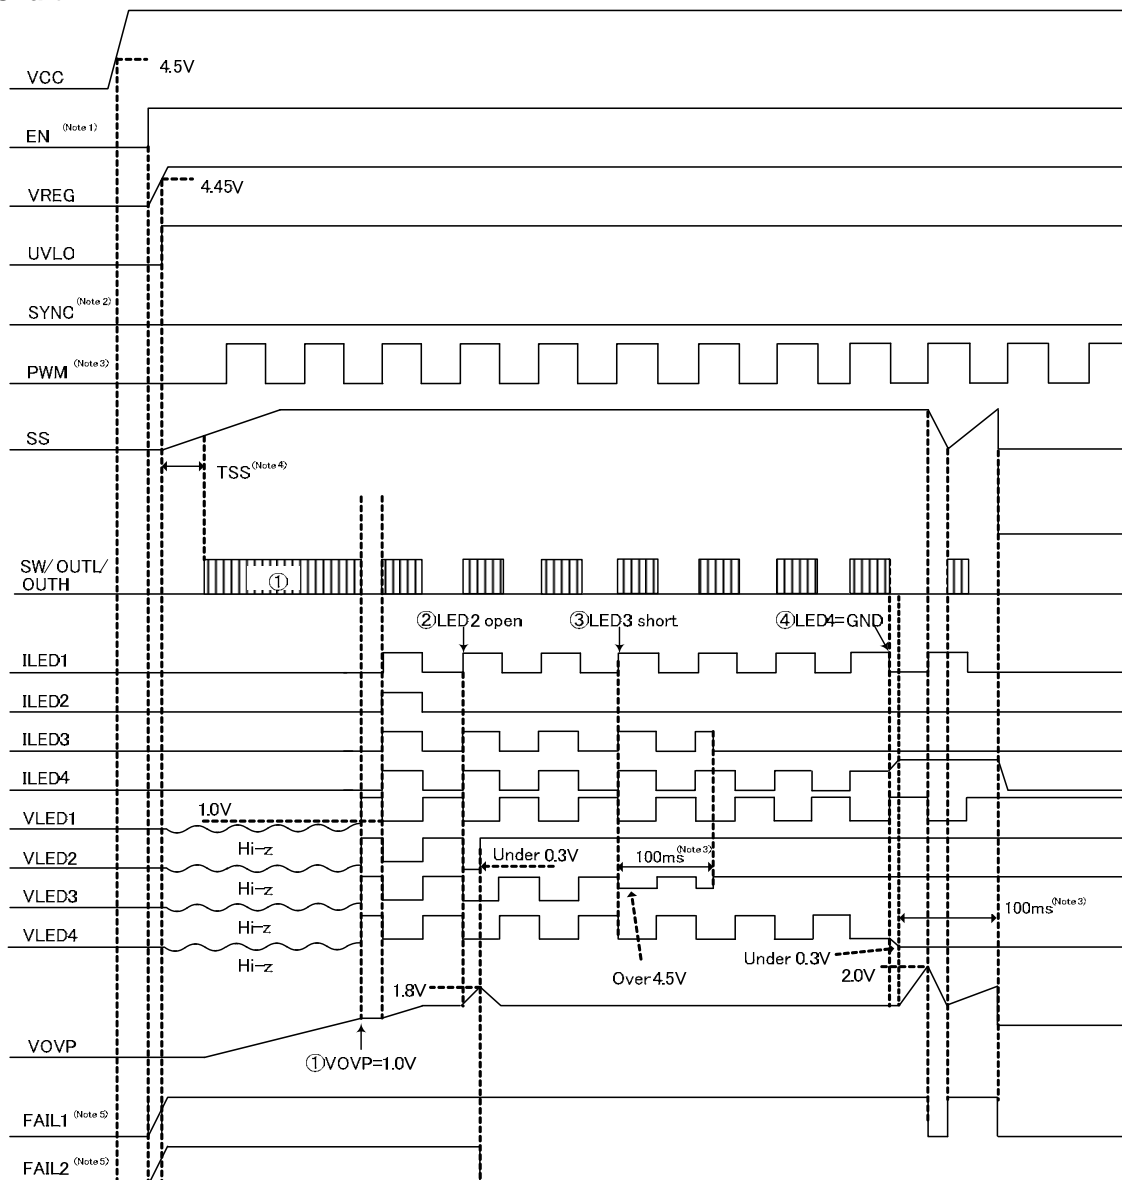 VCC
4.5V
EN (Note 1)
VREG
4.45V
UVLO
SYNC (Note 2)
PWM (Note 3)
SS
TSS (Note 4)
SW/OUTL/
OUTH
①
②LED2 open
③LED3 short
④LED4=GND
ILED1
ILED2
ILED3
ILED4
1.0V
VLED1
Hi-z
VLED2
Under 0.3V
100ms (Note 3)
Hi-z
VLED3
Hi-z
100ms (Note 3)
VLED4
Hi-z
Under 0.3V
Over 4.5V
2.0V
1.8V
VOVP
①VOVP=1.0V
FAIL1 (Note 5)
FAIL2 (Note 5)